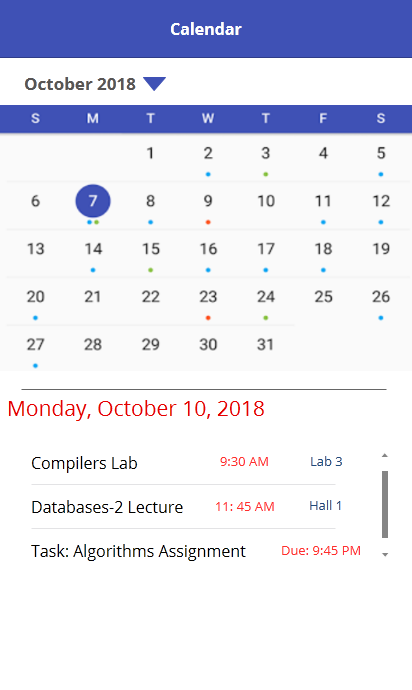 Calendar
October 2018
S M T W T F S
1 2 3 4 5
6 7 8 9 10 11 12
13 14 15 16 17 18 19
20 21 22 23 24 25 26
27 28 29 30 31
Monday, October 10, 2018
Compilers Lab 9:30 AM Lab 3
Databases-2 Lecture 11: 45 AM Hall 1
Task: Algorithms Assignment Due: 9:45 PM